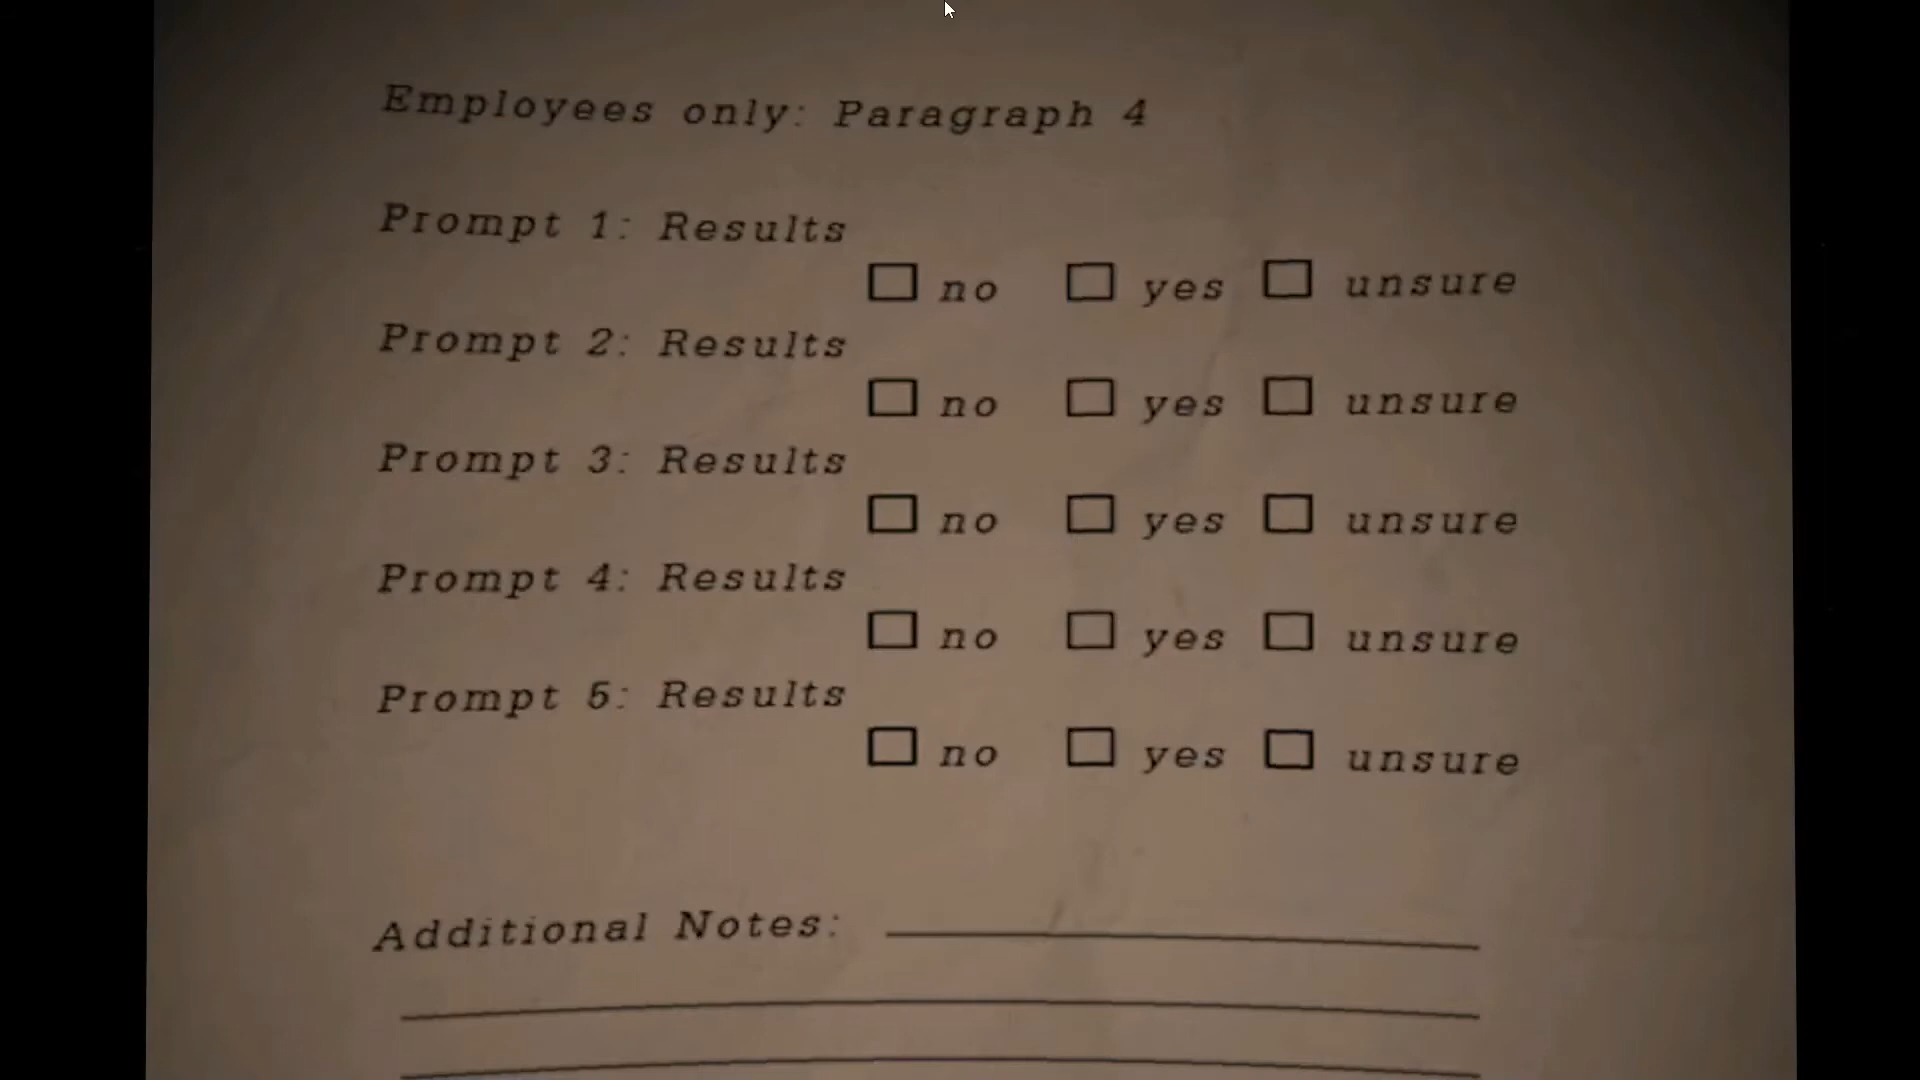 Employees only: Paragraph 4
Prompt 1: Results
no yes unsure
Prompt 2: Results
no yes unsure
Prompt 3: Results
no yes unsure
Prompt 4: Results
no yes unsure
Prompt 5: Results
no yes unsure
Additional Notes: